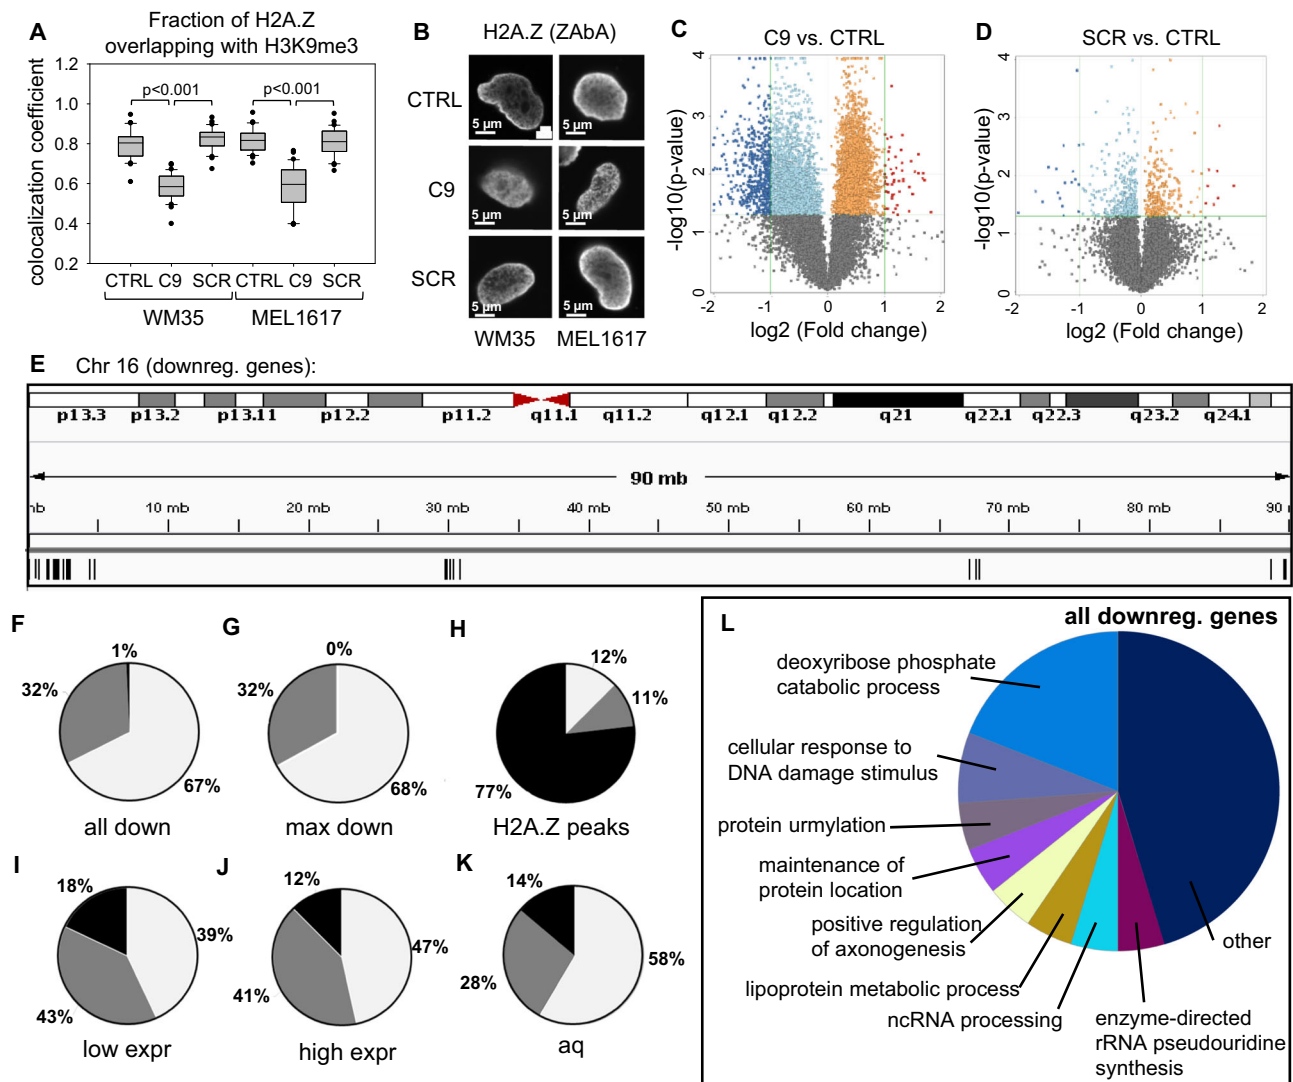 A
Fraction of H2A.Z
overlapping with H3K9me3
colocalization coefficient
1.2
1.0
0.8
0.6
0.4
0.2
p<0.001
p<0.001
CTRL C9 SCR CTRL C9 SCR
WM35 MEL1617
B
H2A.Z (ZAbA)
CTRL
5 µm
5 µm
C9
5 µm
5 µm
SCR
5 µm
5 µm
WM35 MEL1617
C
C9 vs. CTRL
-log10(p-value)
4
3
2
1
0
-2 -1 0 1 2
log2 (Fold change)
D
SCR vs. CTRL
-log10(p-value)
4
3
2
1
0
-2 -1 0 1 2
log2 (Fold change)
E Chr 16 (downreg. genes):
p13.3 p13.2 p13.11 p12.2 p11.2 q11.1 q11.2 q12.1 q12.2 q21 q22.1 q22.3 q23.2 q24.1
90 mb
mb 10 mb 20 mb 30 mb 40 mb 50 mb 60 mb 70 mb 80 mb 90
F
1%
32%
67%
all down
G
0%
32%
68%
max down
H
12%
11%
77%
H2A.Z peaks
I
18%
39%
43%
low expr
J
12%
47%
41%
high expr
K
14%
58%
28%
aq
L
all downreg. genes
deoxyribose phosphate
catabolic process
cellular response to
DNA damage stimulus
protein urmylation
maintenance of
protein location
positive regulation
of axonogenesis
lipoprotein metabolic process
ncRNA processing
enzyme-directed
rRNA pseudouridine
synthesis
other